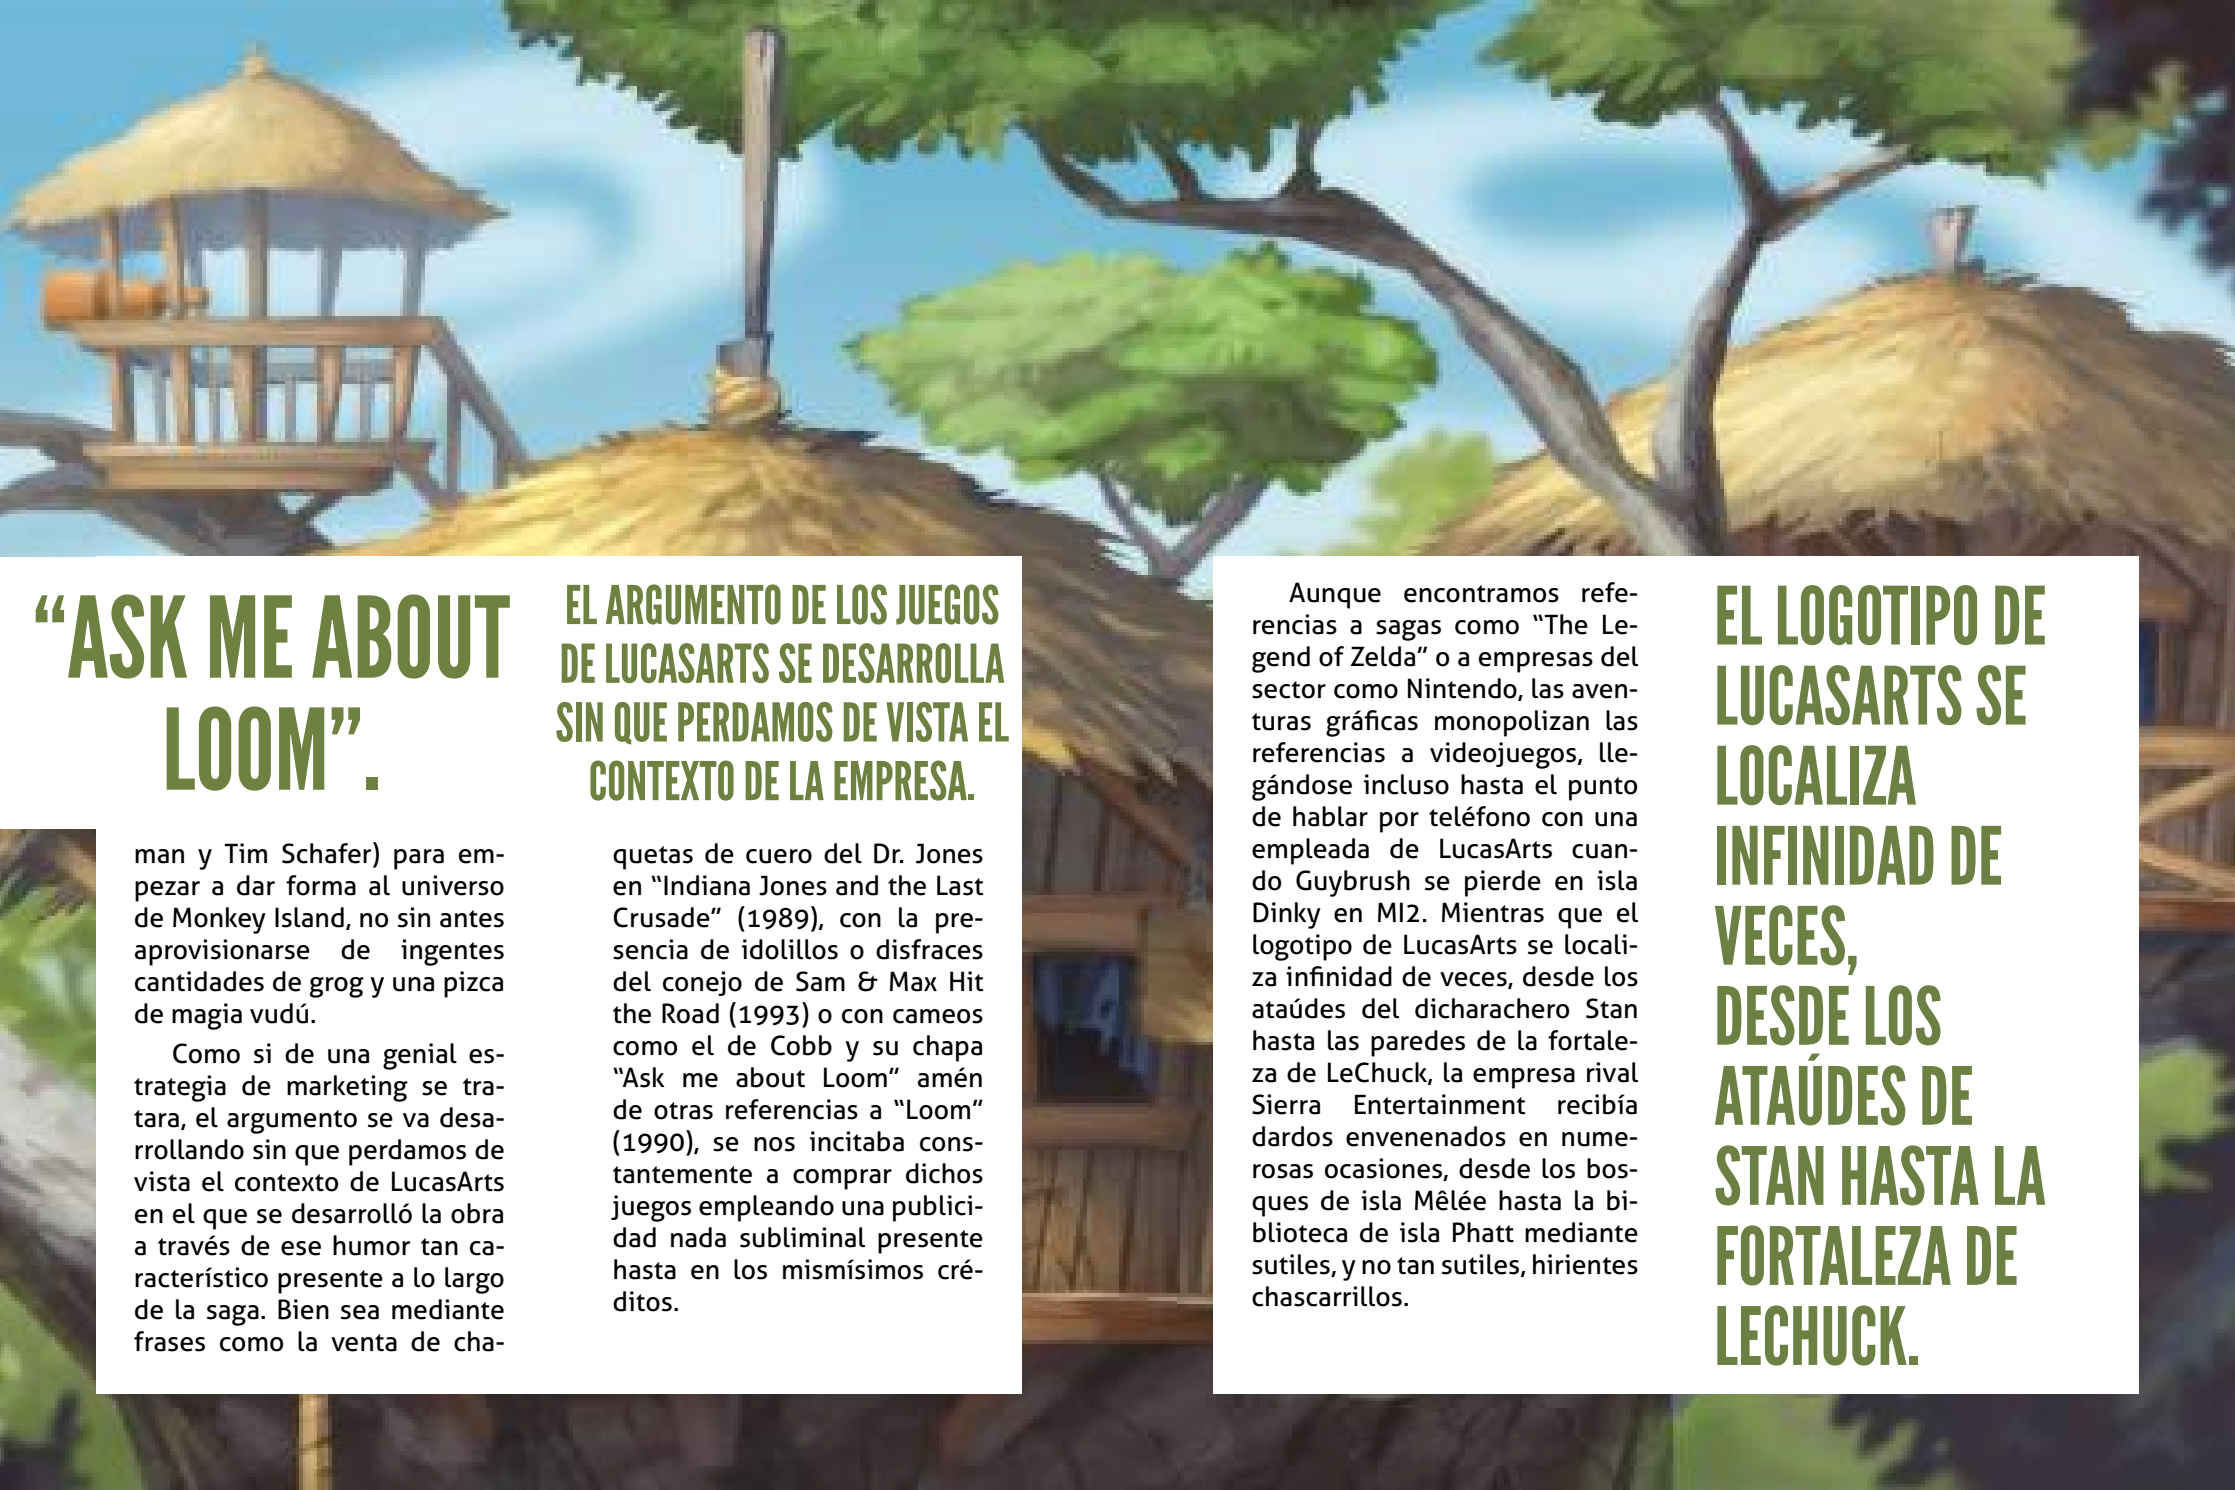 “ASK ME ABOUT
LOOM”.
man y Tim Schafer) para em-
pezar a dar forma al universo
de Monkey Island, no sin antes
aprovisionarse de ingentes
cantidades de grog y una pizca
de magia vudú.
Como si de una genial es-
trategia de marketing se tra-
tara, el argumento se va desa-
rrollando sin que perdamos de
vista el contexto de LucasArts
en el que se desarrolló la obra
a través de ese humor tan ca-
racterístico presente a lo largo
de la saga. Bien sea mediante
frases como la venta de cha-
EL ARGUMENTO DE LOS JUEGOS
DE LUCASARTS SE DESARROLLA
SIN QUE PERDAMOS DE VISTA EL
CONTEXTO DE LA EMPRESA.
quetas de cuero del Dr. Jones
en “Indiana Jones and the Last
Crusade” (1989), con la pre-
sencia de idolillos o disfraces
del conejo de Sam & Max Hit
the Road (1993) o con cameos
como el de Cobb y su chapa
“Ask me about Loom” amén
de otras referencias a “Loom”
(1990), se nos incitaba cons-
tantemente a comprar dichos
juegos empleando una publici-
dad nada subliminal presente
hasta en los mismísimos cré-
ditos.
Aunque encontramos refe-
rencias a sagas como “The Le-
gend of Zelda” o a empresas del
sector como Nintendo, las aven-
turas gráficas monopolizan las
referencias a videojuegos, lle-
gándose incluso hasta el punto
de hablar por teléfono con una
empleada de LucasArts cuan-
do Guybrush se pierde en isla
Dinky en MI2. Mientras que el
logotipo de LucasArts se locali-
za infinidad de veces, desde los
ataúdes del dicharachero Stan
hasta las paredes de la fortale-
za de LeChuck, la empresa rival
Sierra Entertainment recibía
dardos envenenados en nume-
rosas ocasiones, desde los bos-
ques de isla Mêlée hasta la bi-
blioteca de isla Phatt mediante
sutiles, y no tan sutiles, hirientes
chascarrillos.
EL LOGOTIPO DE
LUCASARTS SE
LOCALIZA
INFINIDAD DE
VECES,
DESDE LOS
ATAÚDES DE
STAN HASTA LA
FORTALEZA DE
LECHUCK.